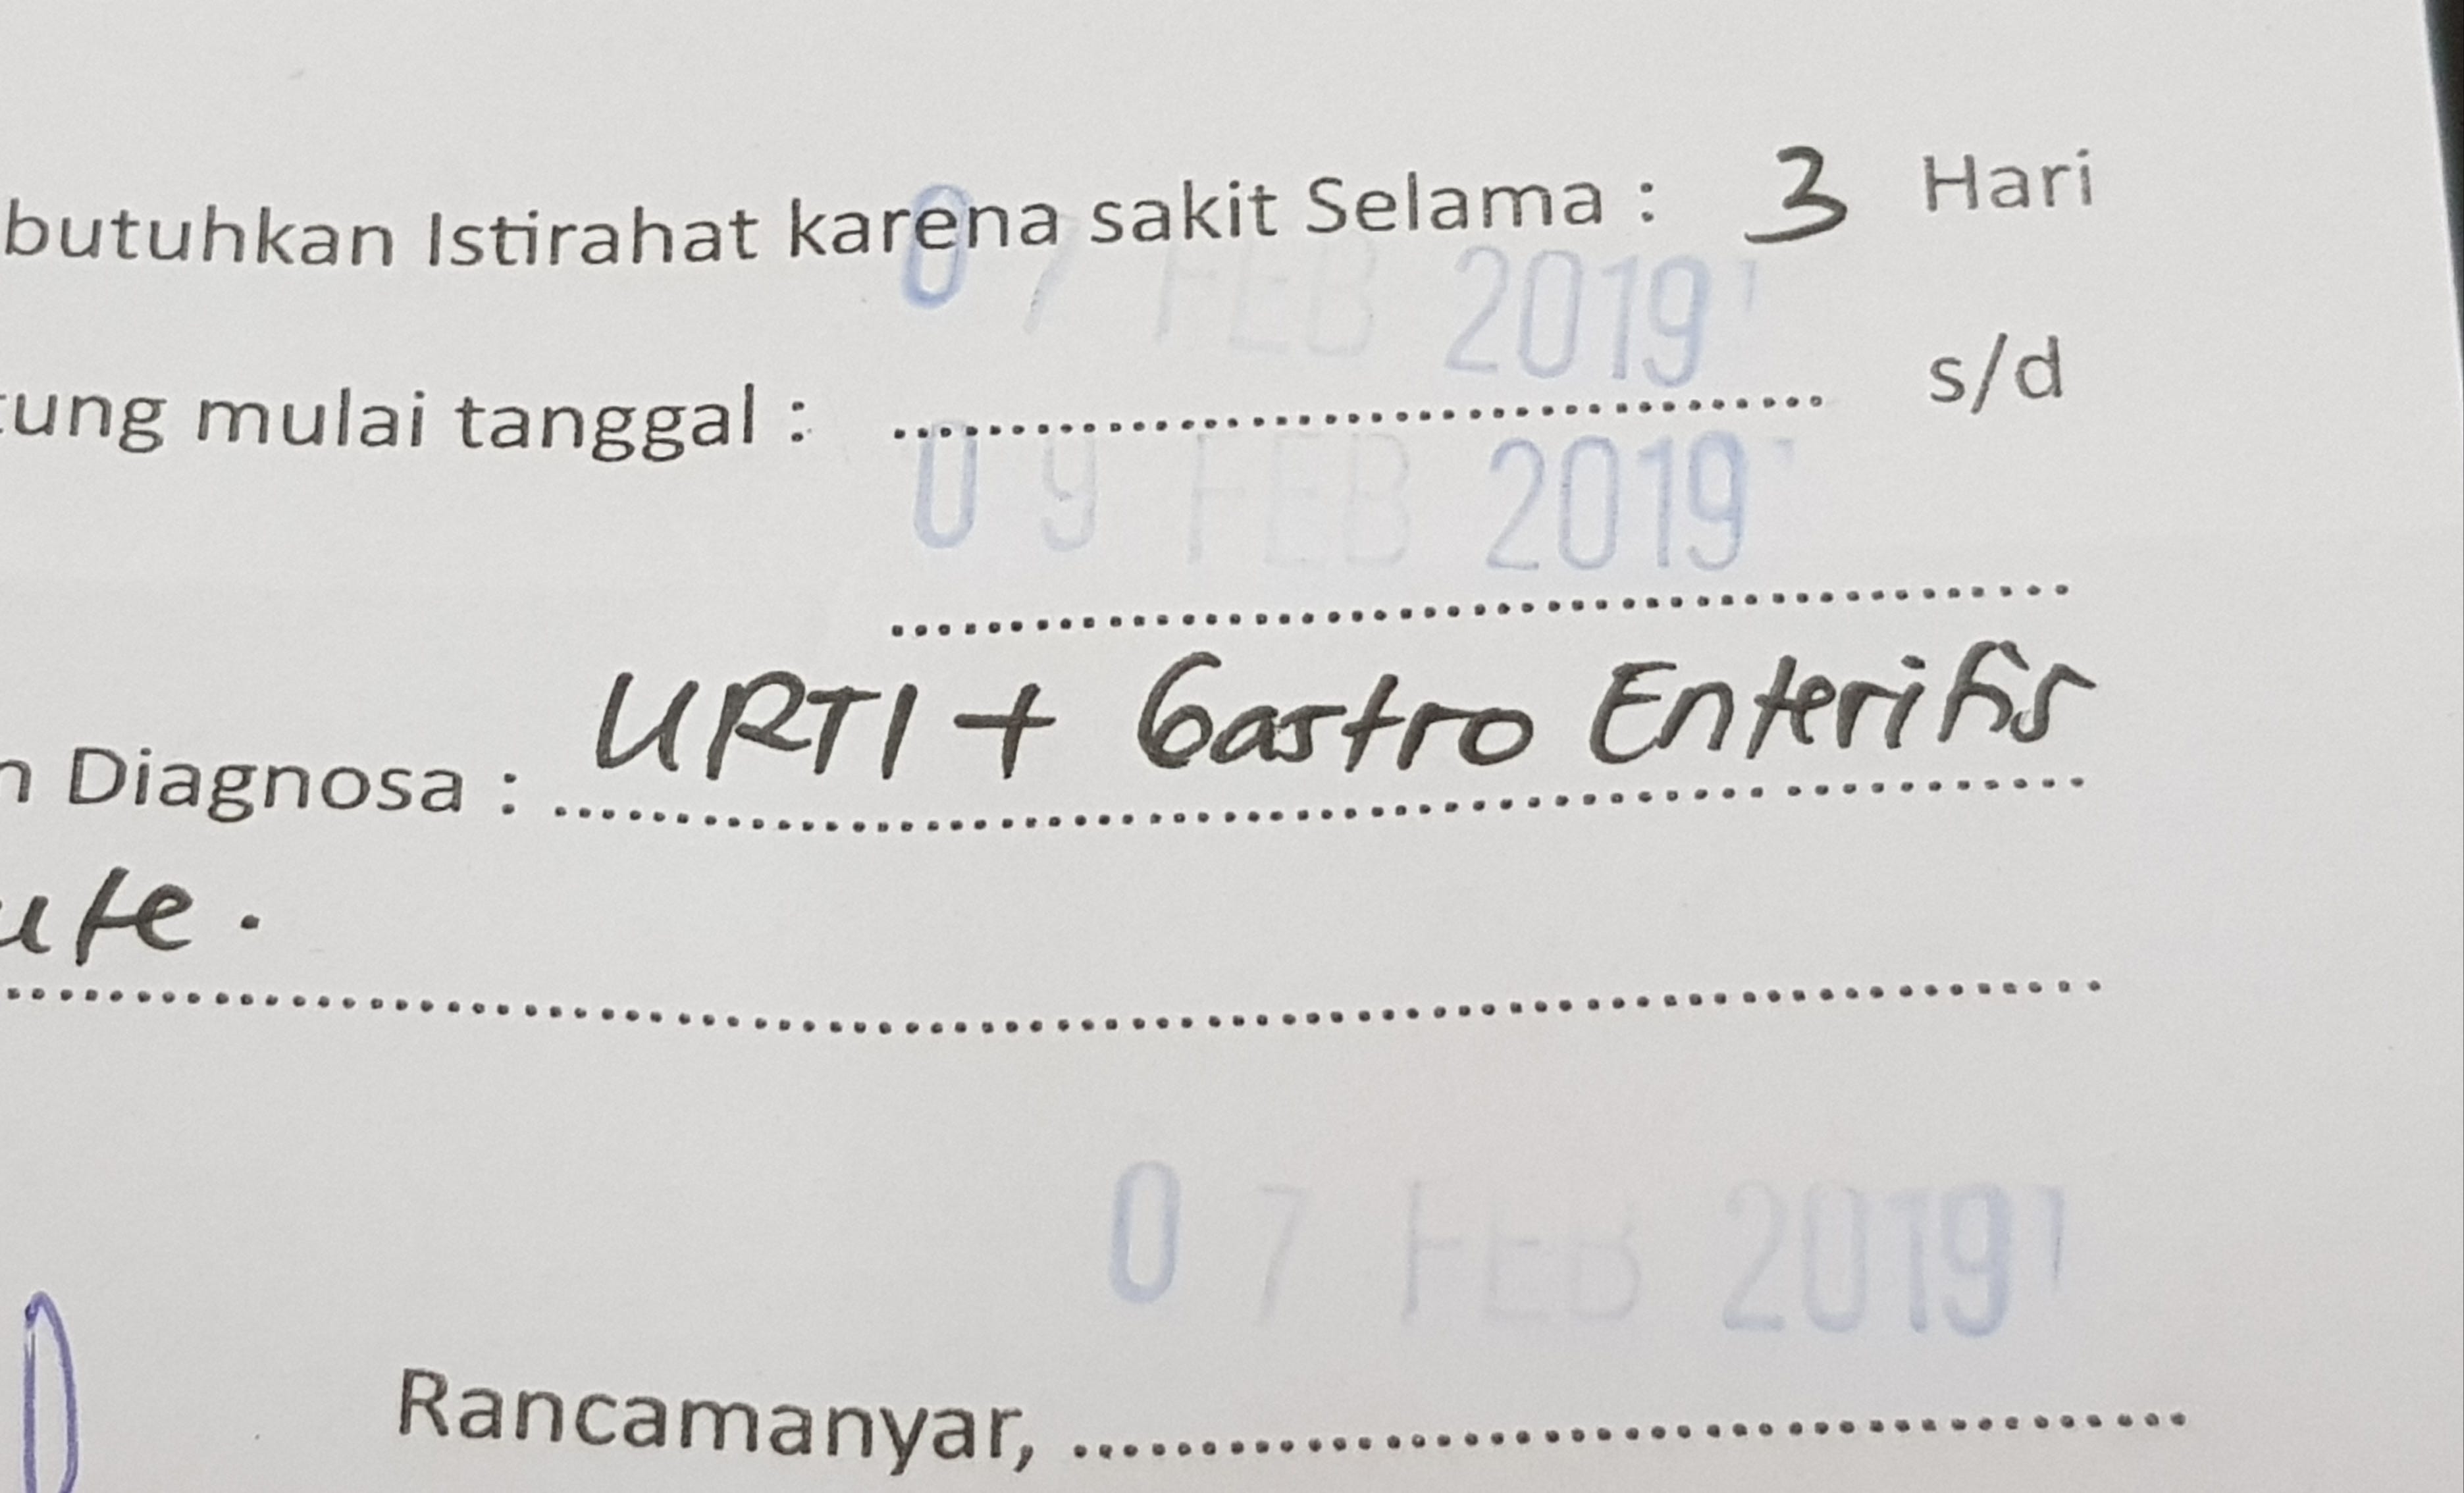 butuhkan Istirahat karena sakit Selama : 3 Hari
07 FEB 2019
tung mulai tanggal : s/d
09 FEB 2019
n Diagnosa : URTI + Gastro Enteritis
ute.
07 FEB 2019
Rancamanyar,